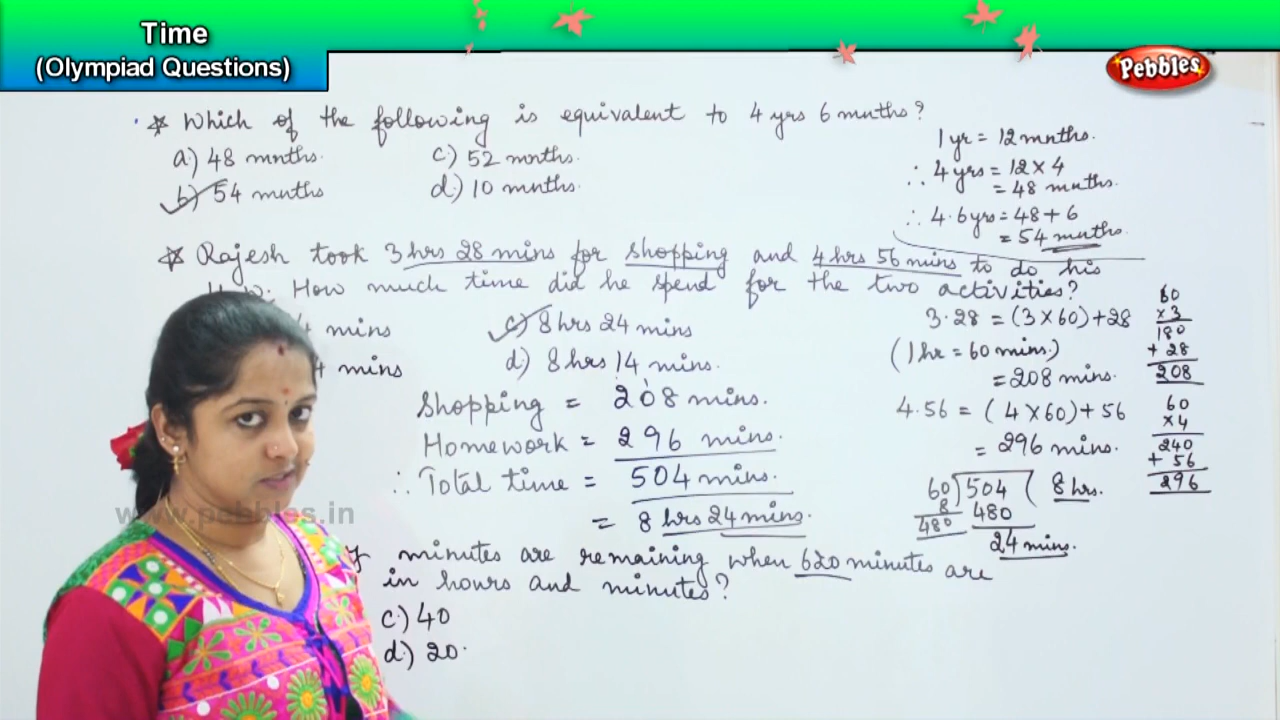 Time
(Olympiad Questions)
Pebbles
☆ Which of the following is equivalent to 4 yrs 6 mnths?
a) 48 mnths.
c) 52 mnths.
b) 54 mnths
d.) 10 mnths.
1 yr = 12 mnths.
∴ 4 yrs = 12 × 4
= 48 mnths.
∴ 4.6 yrs = 48 + 6
= 54 mnths.
☆ Rajesh took 3 hrs 28 mins for shopping and 4 hrs 56 mins to do his
How much time did he spend for the two activities?
4 mins
c) 8 hrs 24 mins
4 mins
d) 8 hrs 14 mins.
Shopping = 208 mins.
Homework = 296 mins.
∴ Total time = 504 mins.
= 8 hrs 24 mins.
3.28 = (3 × 60) + 28
(1 hr = 60 mins.)
= 208 mins.
4.56 = (4 × 60) + 56
= 296 mins.
60) 504 ( 8 hrs.
8 480
480 24 mins.
60
× 3
180
+ 28
208
60
× 4
240
+ 56
296
www.pebbles.in
y minutes are remaining when 620 minutes are
in hours and minutes?
c.) 40
d.) 20.